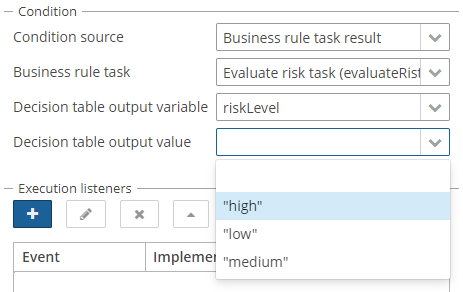 Condition
Condition source Business rule task result
Business rule task Evaluate risk task (evaluateRist
Decision table output variable riskLevel
Decision table output value
Execution listeners
"high"
"low"
"medium"
Event Implemen